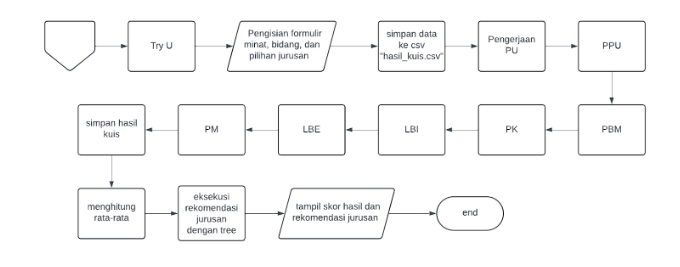 Try U
Pengisian formulir
minat, bidang, dan
pilihan jurusan
simpan data
ke csv
"hasil_kuis.csv"
Pengerjaan
PU
PPU
simpan hasil
kuis
PM
LBE
LBI
PK
PBM
menghitung
rata-rata
eksekusi
rekomendasi
jurusan
dengan tree
tampil skor hasil dan
rekomendasi jurusan
end